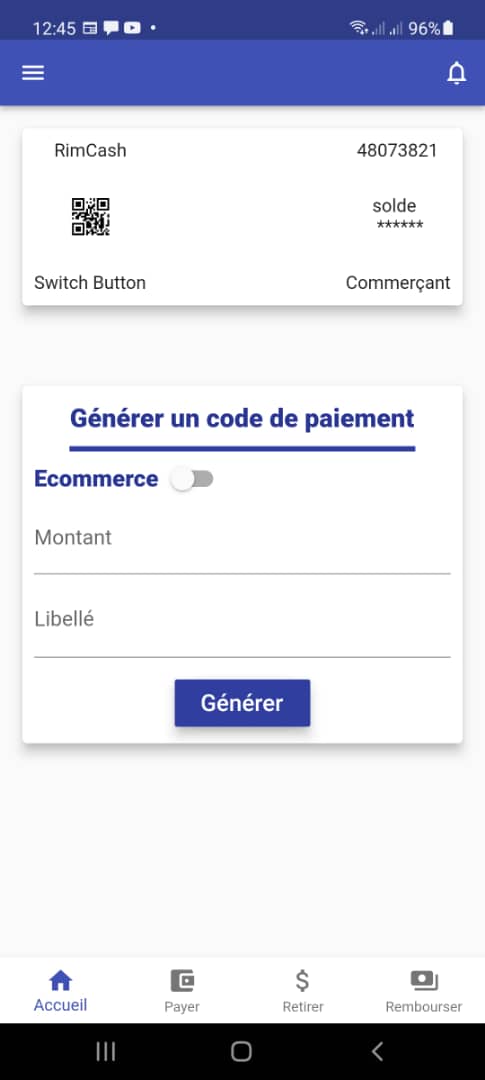 12:45 96%
RimCash 48073821
solde
******
Switch Button Commerçant
Générer un code de paiement
Ecommerce
Montant
Libellé
Générer
Accueil Payer Retirer Rembourser